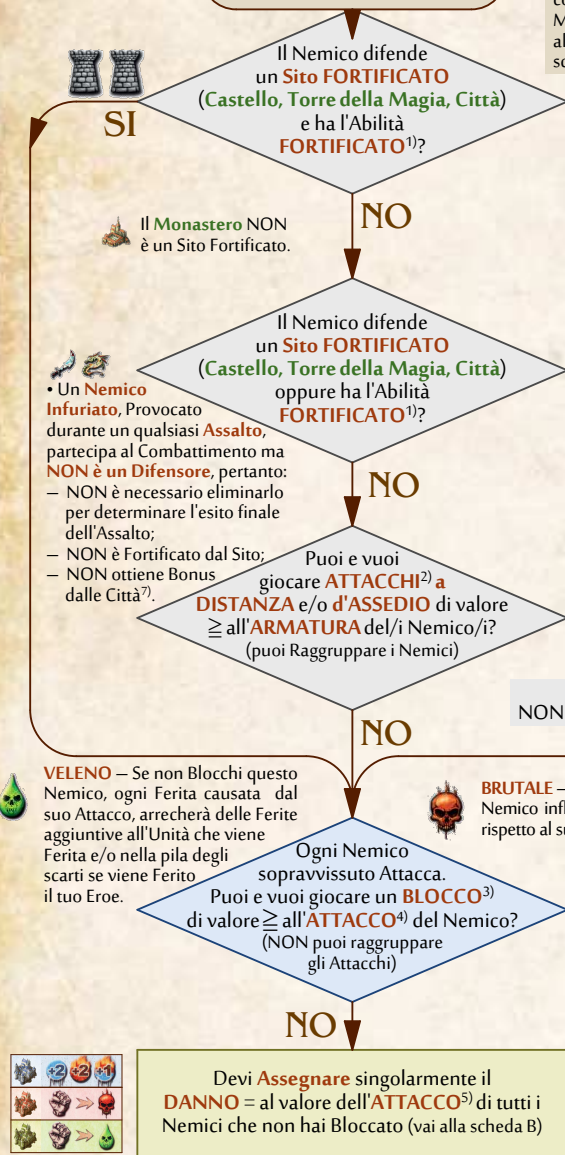 Il Nemico difende
un Sito FORTIFICATO
(Castello, Torre della Magia, Città)
e ha l'Abilità
FORTIFICATO1)?
SI
NO
Il Monastero NON
è un Sito Fortificato.
Il Nemico difende
un Sito FORTIFICATO
(Castello, Torre della Magia, Città)
oppure ha l'Abilità
FORTIFICATO1)?
• Un Nemico
Infuriato, Provocato
durante un qualsiasi Assalto,
partecipa al Combattimento ma
NON è un Difensore, pertanto:
– NON è necessario eliminarlo
per determinare l'esito finale
dell'Assalto;
– NON è Fortificato dal Sito;
– NON ottiene Bonus
dalle Città7).
NO
Puoi e vuoi
giocare ATTACCHI2) a
DISTANZA e/o d'ASSEDIO di valore
≧ all'ARMATURA del/i Nemico/i?
(puoi Raggruppare i Nemici)
NON
NO
VELENO – Se non Blocchi questo
Nemico, ogni Ferita causata dal
suo Attacco, arrecherà delle Ferite
aggiuntive all'Unità che viene
Ferita e/o nella pila degli
scarti se viene Ferito
il tuo Eroe.
BRUTALE –
Nemico infl
rispetto al su
Ogni Nemico
sopravvissuto Attacca.
Puoi e vuoi giocare un BLOCCO3)
di valore ≧ all'ATTACCO4) del Nemico?
(NON puoi raggruppare
gli Attacchi)
NO
+2 +2 +1
Devi Assegnare singolarmente il
DANNO = al valore dell'ATTACCO5) di tutti i
Nemici che non hai Bloccato (vai alla scheda B)